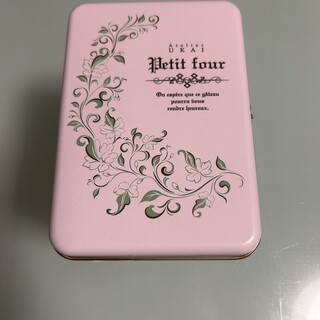 Atelier
UKAI
Petit four
On espère que ce gâteau
pourra vous
rendre heureux.